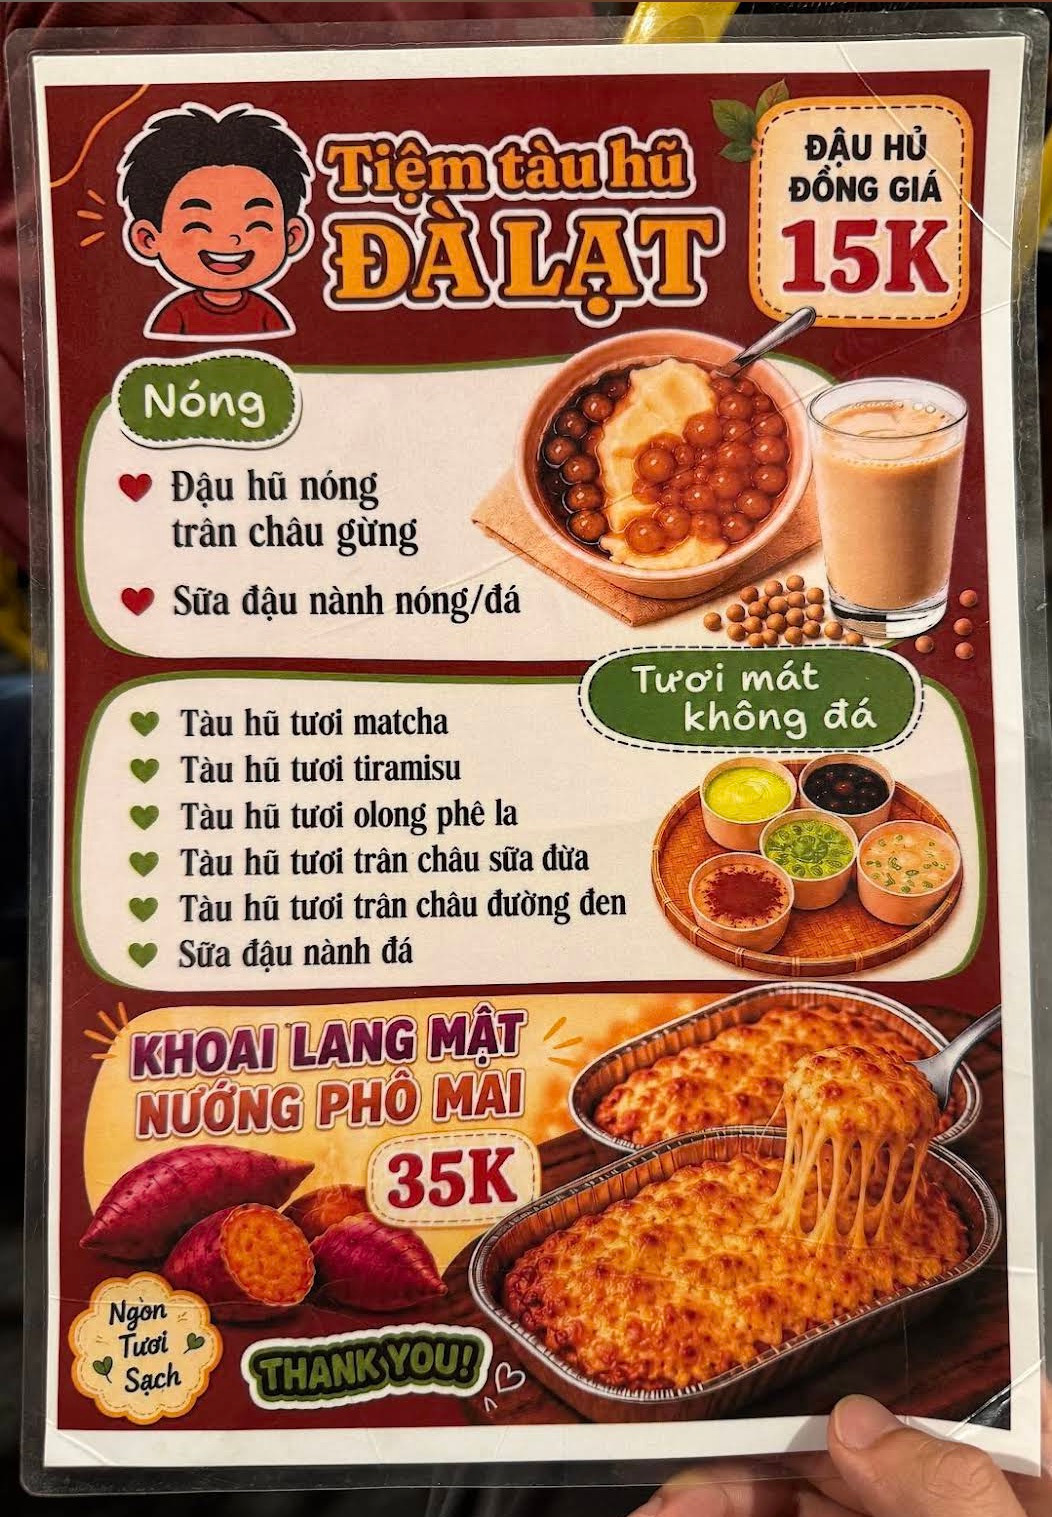 Tiệm tàu hũ
ĐÀ LẠT
ĐẬU HỦ
ĐỒNG GIÁ
15K
Nóng
Đậu hũ nóng
trân châu gừng
Sữa đậu nành nóng/đá
Tươi mát
không đá
Tàu hũ tươi matcha
Tàu hũ tươi tiramisu
Tàu hũ tươi olong phê la
Tàu hũ tươi trân châu sữa đừa
Tàu hũ tươi trân châu đường đen
Sữa đậu nành đá
KHOAI LANG MẬT
NƯỚNG PHÔ MAI
35K
Ngòn
Tươi
Sạch
THANK YOU!